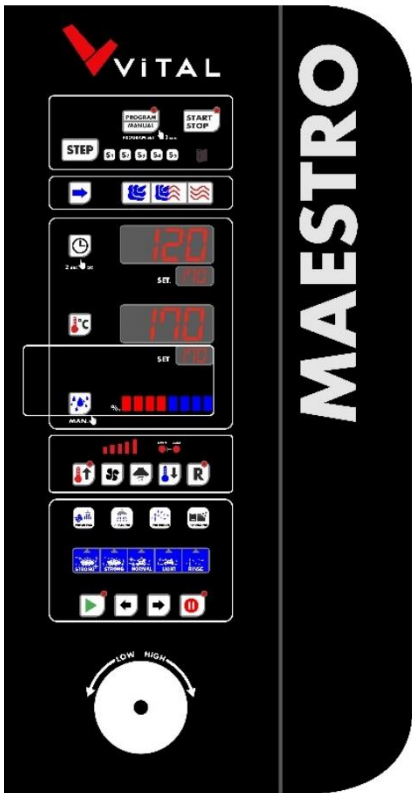 ViTAL
MAESTRO
PROGRAM
MANUAL
START
STOP
STEP
S1 S2 S3 S4 S5
120
SET. 170
°C
170
SET 170
%.
MAN.
R
STRONG+ STRONG NORMAL LIGHT RINSE
LOW HIGH